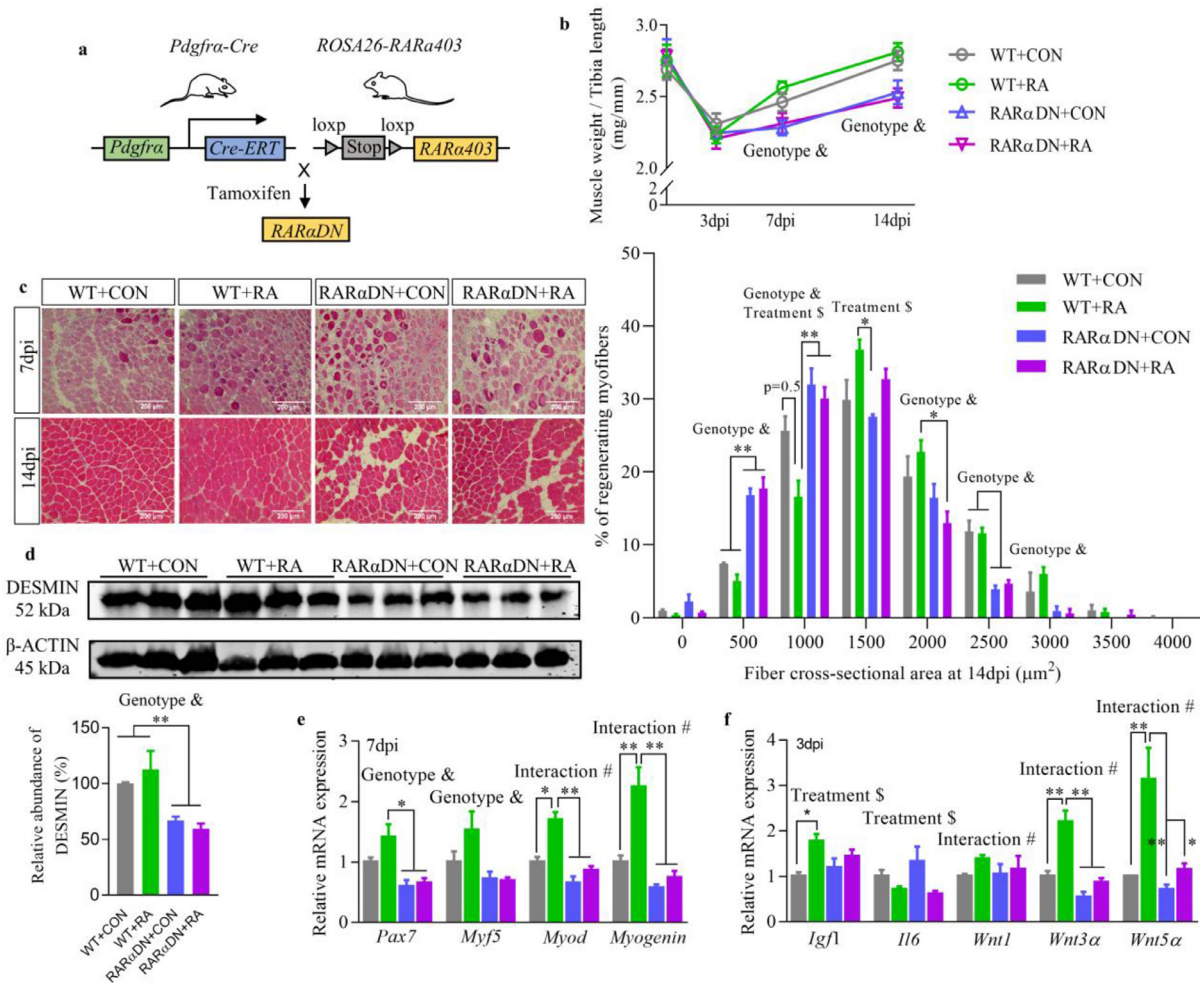 a
Pdgfrα-Cre
ROSA26-RARa403
loxp
loxp
Pdgfrα
Cre-ERT
Stop
RARα403
X
Tamoxifen
RARαDN
b
Muscle weight / Tibia length
(mg/mm)
3.0
2.5
2.0
2
0
3dpi
7dpi
14dpi
Genotype &
Genotype &
WT+CON
WT+RA
RARαDN+CON
RARαDN+RA
c
WT+CON
WT+RA
RARαDN+CON
RARαDN+RA
7dpi
200 μm
200 μm
200 μm
200 μm
14dpi
200 μm
200 μm
200 μm
200 μm
% of regenerating myofibers
50
40
30
20
10
0
Genotype &
**
Genotype &
Treatment $
**
p=0.5
Treatment $
*
Genotype &
*
Genotype &
Genotype &
WT+CON
WT+RA
RARαDN+CON
RARαDN+RA
0
500
1000
1500
2000
2500
3000
3500
4000
Fiber cross-sectional area at 14dpi (μm²)
d
WT+CON
WT+RA
RARαDN+CON
RARαDN+RA
DESMIN
52 kDa
β-ACTIN
45 kDa
Relative abundance of
DESMIN (%)
150
100
50
0
Genotype &
**
WT+CON
WT+RA
RARαDN+CON
RARαDN+RA
e
7dpi
Relative mRNA expression
3
2
1
0
Genotype &
*
Genotype &
Interaction #
*
**
Interaction #
**
**
Pax7
Myf5
Myod
Myogenin
f
3dpi
Relative mRNA expression
4
3
2
1
0
Treatment $
*
Treatment $
Interaction #
Interaction #
**
**
Interaction #
**
**
*
Igf1
Il6
Wnt1
Wnt3α
Wnt5α